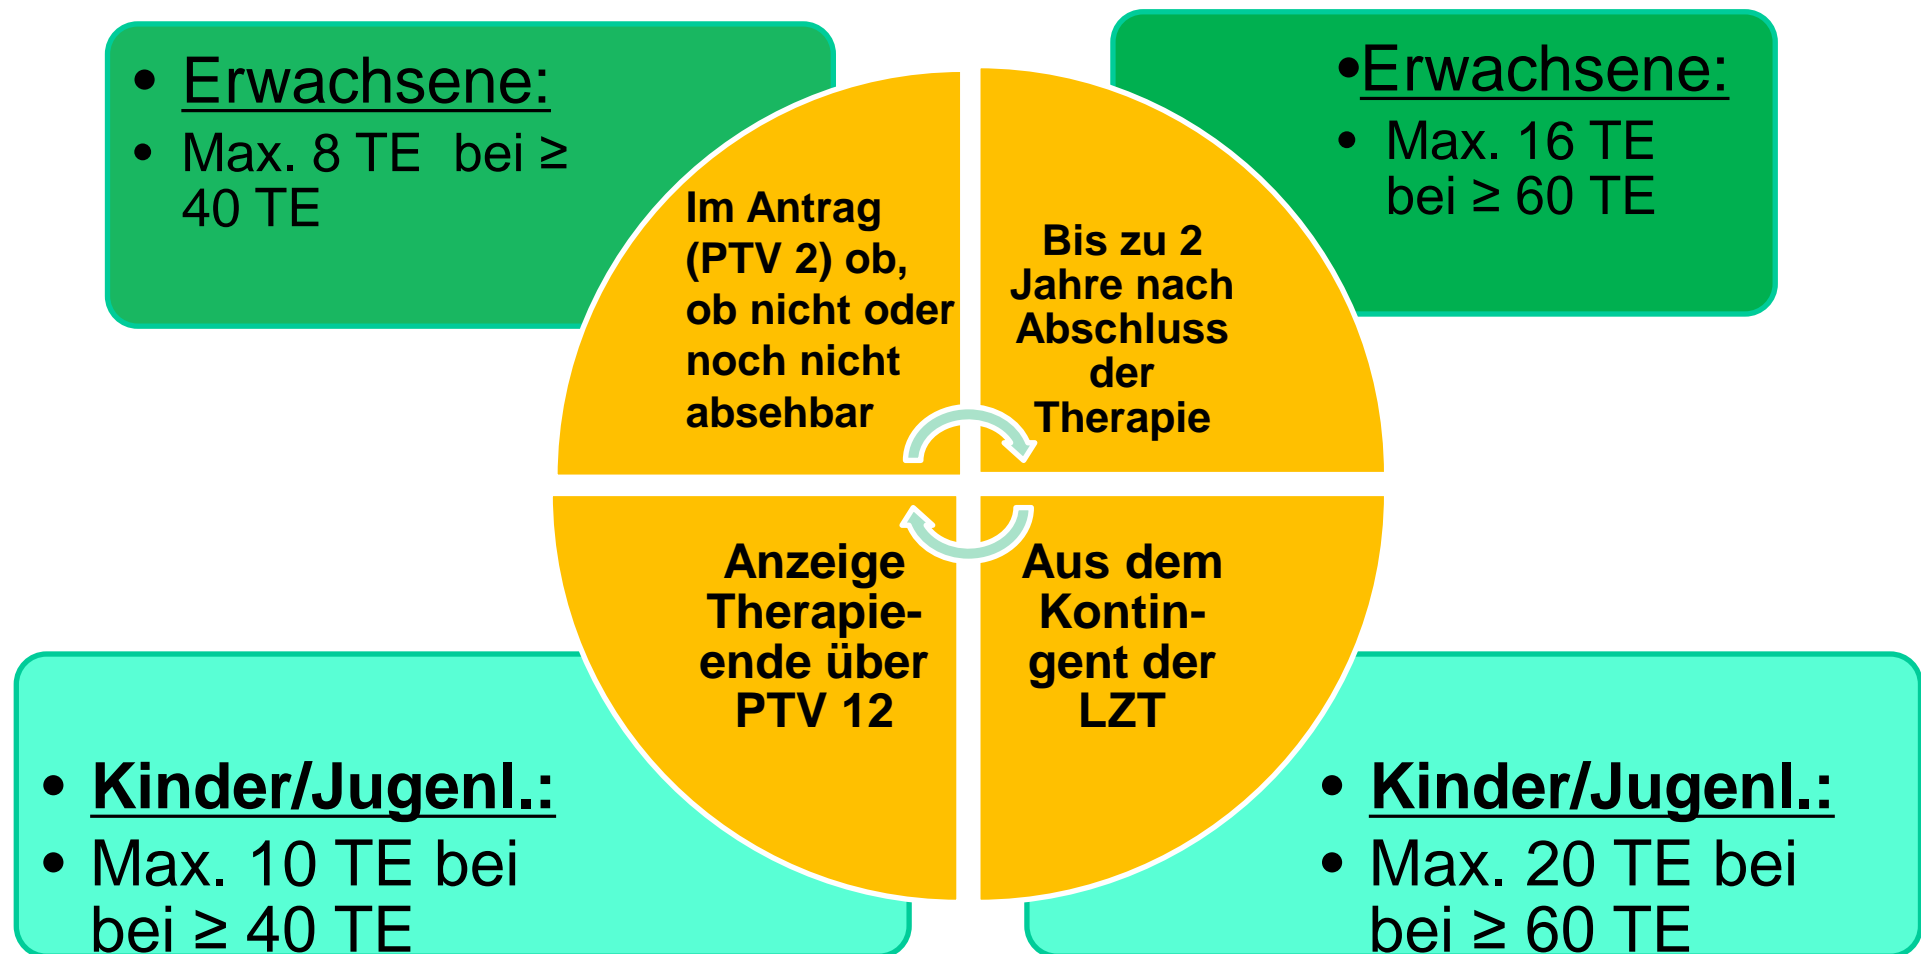 • Erwachsene:
• Max. 8 TE  bei ≥
40 TE
•Erwachsene:
• Max. 16 TE
bei ≥ 60 TE
Im Antrag
(PTV 2) ob,
ob nicht oder
noch nicht
absehbar
Bis zu 2
Jahre nach
Abschluss
der
Therapie
Anzeige
Therapie-
ende über
PTV 12
Aus dem
Kontin-
gent der
LZT
• Kinder/Jugenl.:
• Max. 10 TE bei
bei ≥ 40 TE
• Kinder/Jugenl.:
• Max. 20 TE bei
bei ≥ 60 TE